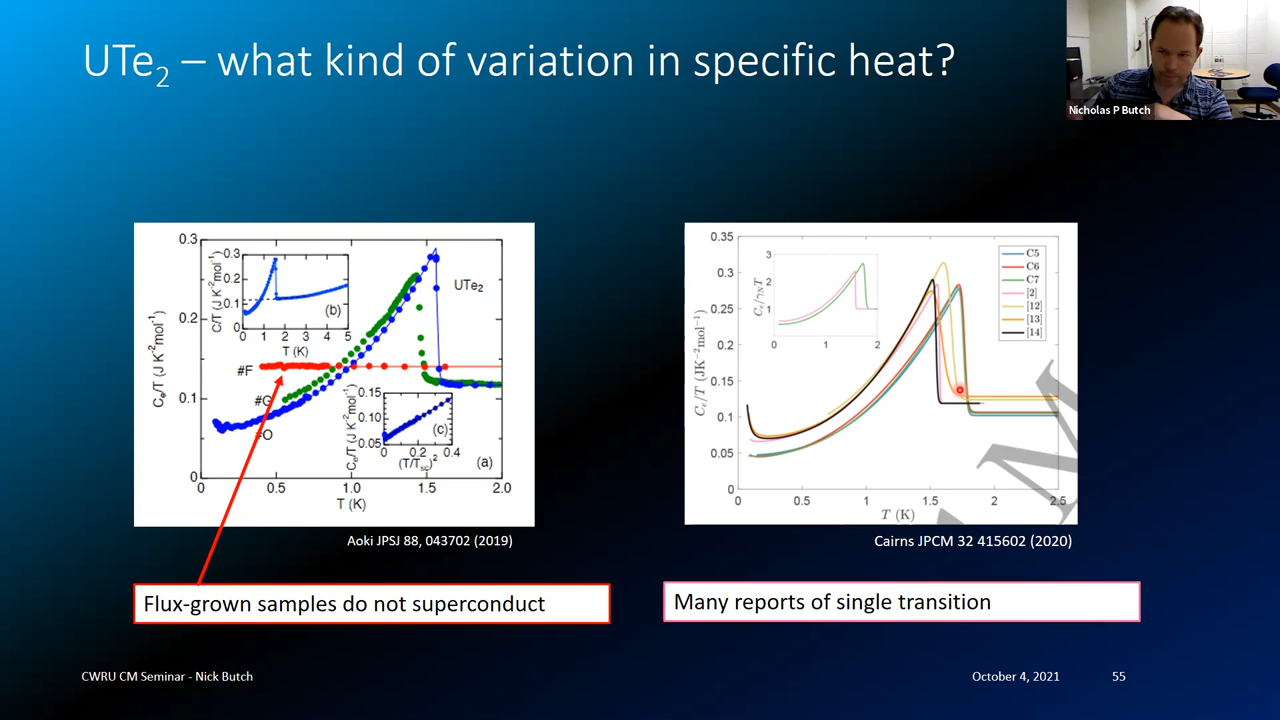 UTe2 – what kind of variation in specific heat?
Nicholas P Butch
0.3
0.2
0.1
0
0
0.5
1.0
1.5
2.0
T (K)
Ce/T (J K-2mol-1)
UTe2
#F
#G
#O
(a)
0.3
0.2
0.1
0
0
1
2
3
4
5
T (K)
C/T (J K-2mol-1)
(b)
0.15
0.10
0.05
0
0.2
0.4
(T/Tsc)2
Ce/T (J K-2mol-1)
(c)
Aoki JPSJ 88, 043702 (2019)
Flux-grown samples do not superconduct
0.35
0.3
0.25
0.2
0.15
0.1
0.05
0
0
0.5
1
1.5
2
2.5
T (K)
Ce/T (JK-2mol-1)
3
2
1
0
1
2
Ce/γNT
C5
C6
C7
[2]
[12]
[13]
[14]
M
Cairns JPCM 32 415602 (2020)
Many reports of single transition
CWRU CM Seminar - Nick Butch
October 4, 2021
55